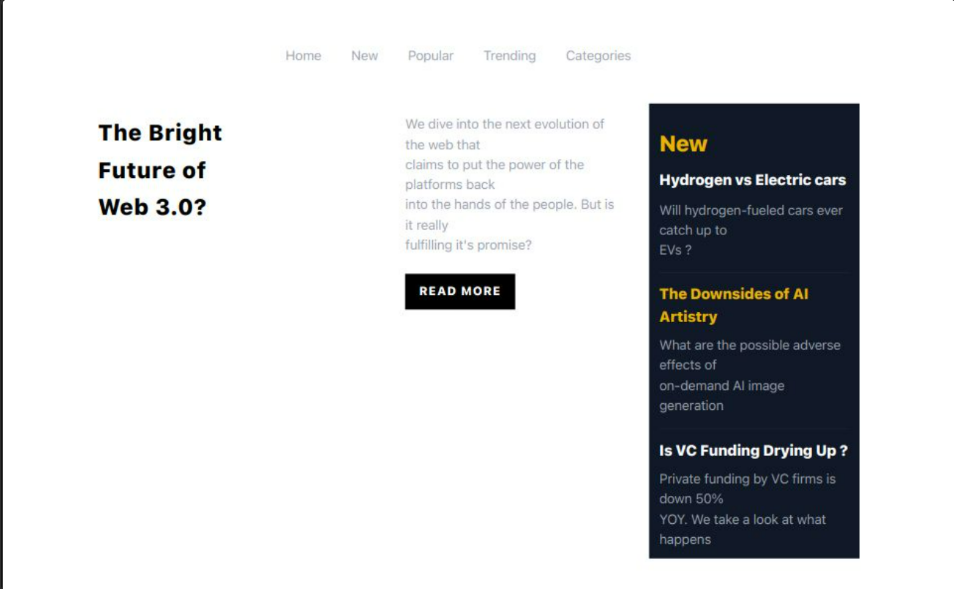 Home New Popular Trending Categories
The Bright
Future of
Web 3.0?
We dive into the next evolution of
the web that
claims to put the power of the
platforms back
into the hands of the people. But is
it really
fulfilling it's promise?
READ MORE
New
Hydrogen vs Electric cars
Will hydrogen-fueled cars ever
catch up to
EVs ?
The Downsides of AI
Artistry
What are the possible adverse
effects of
on-demand AI image
generation
Is VC Funding Drying Up ?
Private funding by VC firms is
down 50%
YOY. We take a look at what
happens